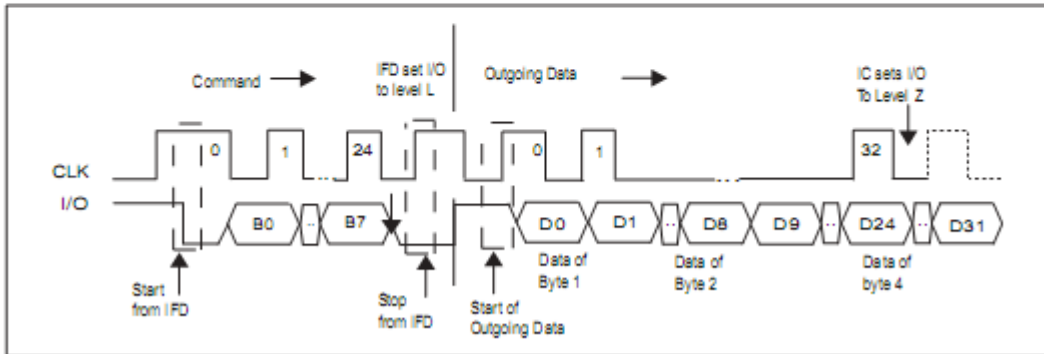 Command
IFD set I/O
to level L
Outgoing Data
IC sets I/O
To Level Z
CLK
0
1
24
0
1
32
I/O
B0
..
B7
D0
D1
..
D8
D9
..
D24
..
D31
Start
from IFD
Stop
from IFD
Start of
Outgoing Data
Data of
Byte 1
Data of
Byte 2
Data of
byte 4